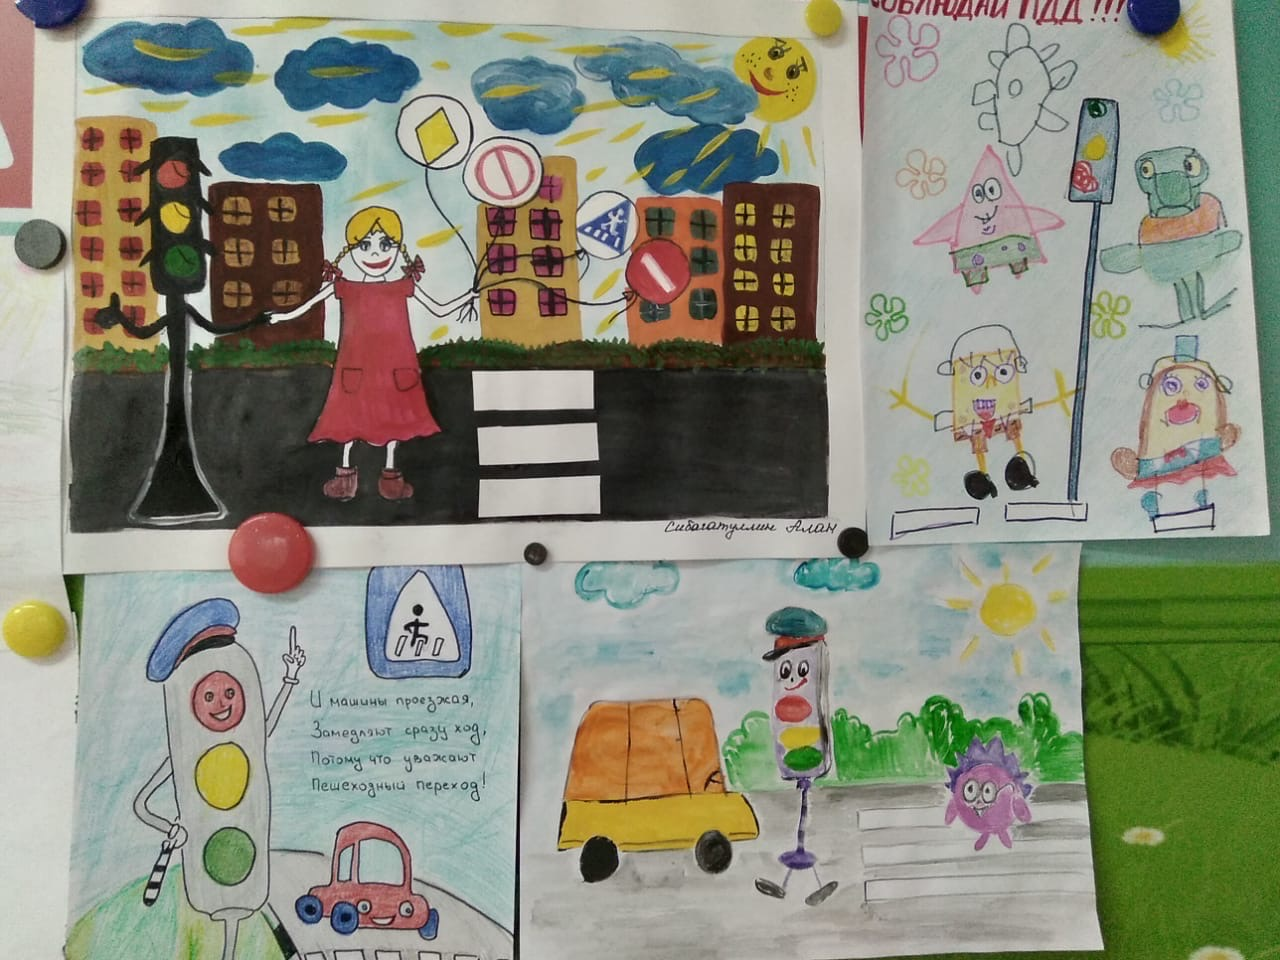 СОБЛЮДАЙ ПДД!!!
Сибагатуллин Алан
И машины проезжая,
Замедляют сразу ход,
Потому что уважают
Пешеходный переход!